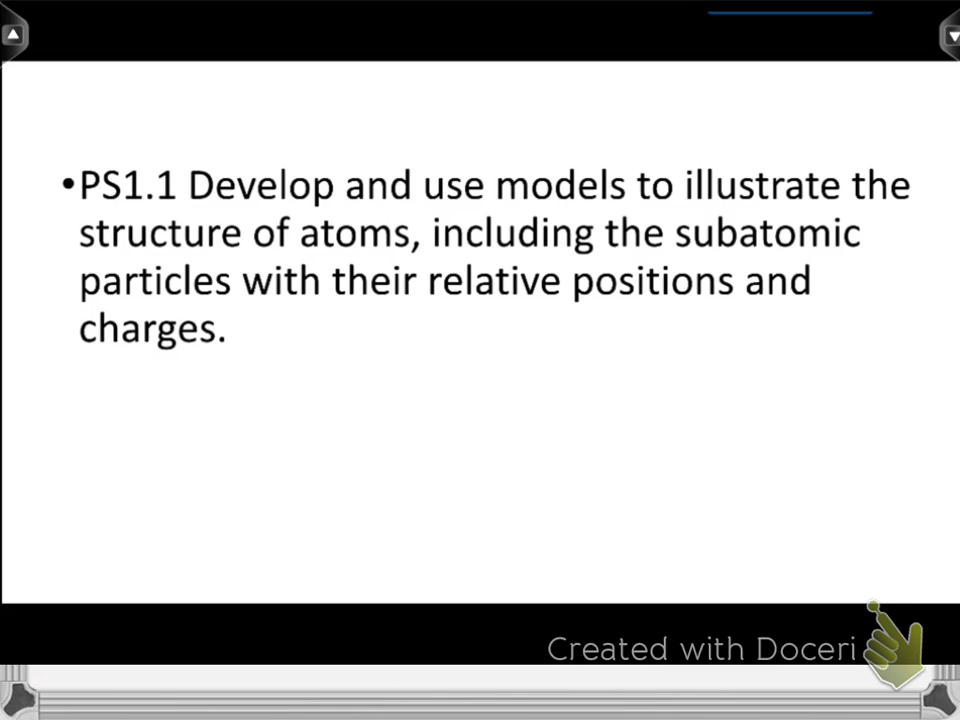 •PS1.1 Develop and use models to illustrate the
structure of atoms, including the subatomic
particles with their relative positions and
charges.
Created with Doceri